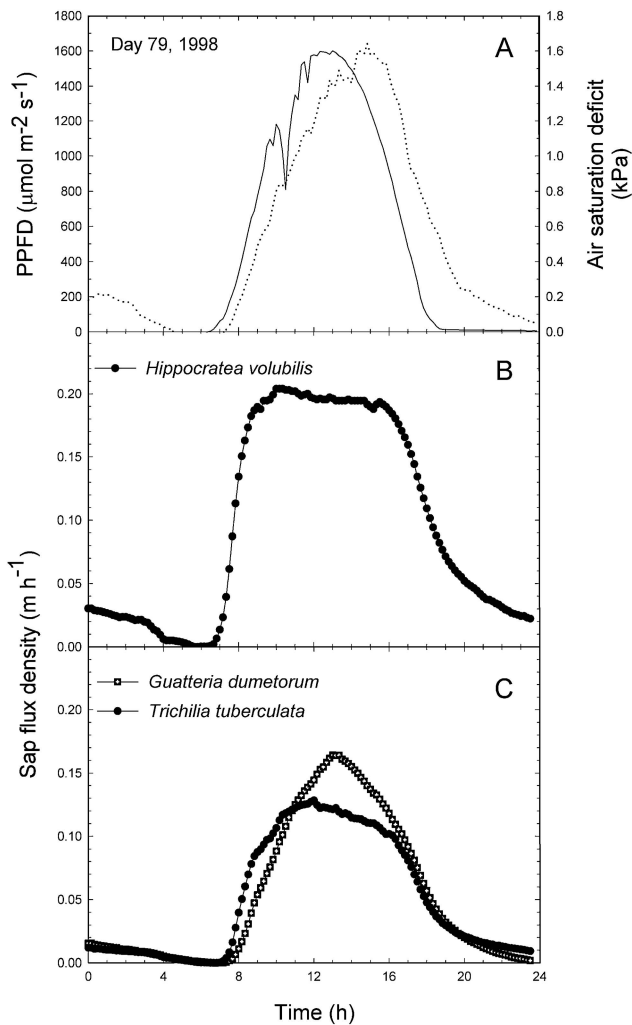 Day 79, 1998
A
1800
1600
1400
1200
1000
800
600
400
200
0
PPFD (μmol m-2 s-1)
1.8
1.6
1.4
1.2
1.0
0.8
0.6
0.4
0.2
0.0
Air saturation deficit
(kPa)
Hippocratea volubilis
B
0.20
0.15
0.10
0.05
0.00
Sap flux density (m h-1)
Guatteria dumetorum
Trichilia tuberculata
C
0.20
0.15
0.10
0.05
0.00
0 4 8 12 16 20 24
Time (h)